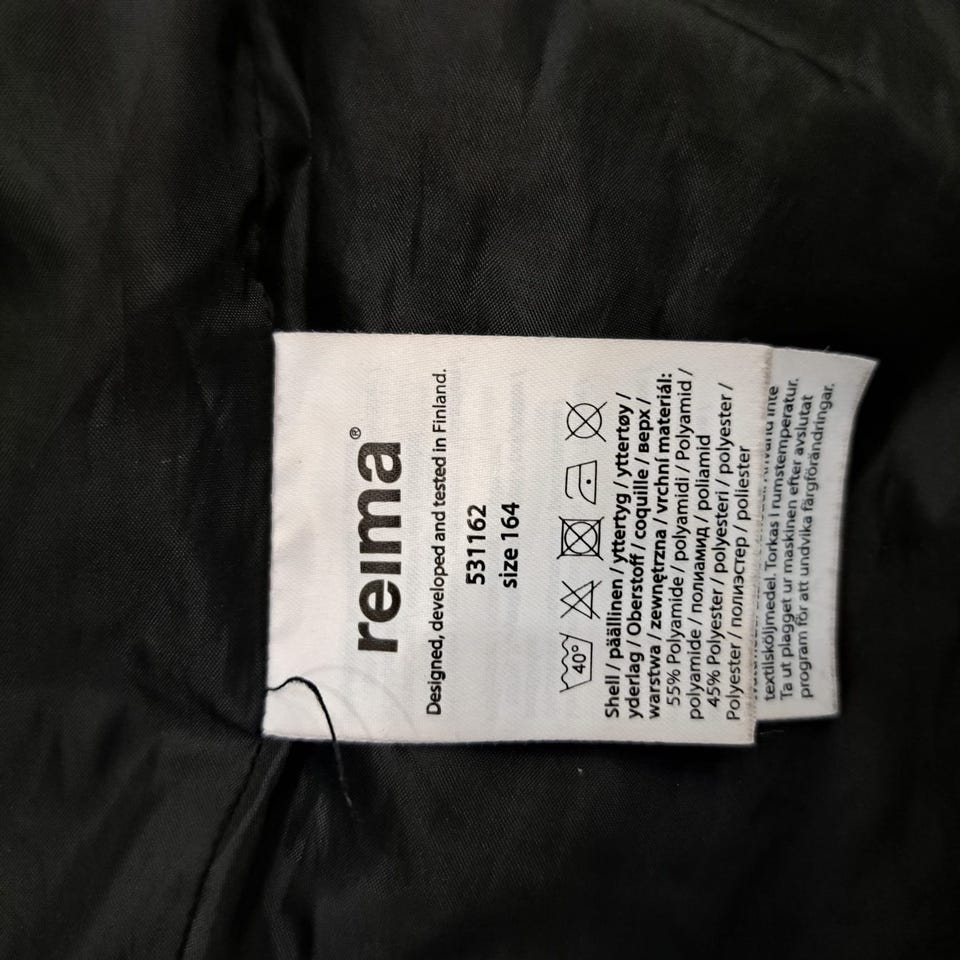 reima®
Designed, developed and tested in Finland.
531162
size 164
40°
Shell / päällinen / yttertyg / yttertøy /
yderlag / Oberstoff / coquille / верх /
warstwa / zewnętrzna / vrchní materiál:
55% Polyamide / polyamidi / Polyamid /
polyamide / полиамид / poliamid
45% Polyester / polyesteri / polyester /
Polyester / полиэстер / poliester
textilsköljmedel. Torkas i rumstemperatur.
Ta ut plagget ur maskinen efter avslutat
program för att undvika färgförändringar.